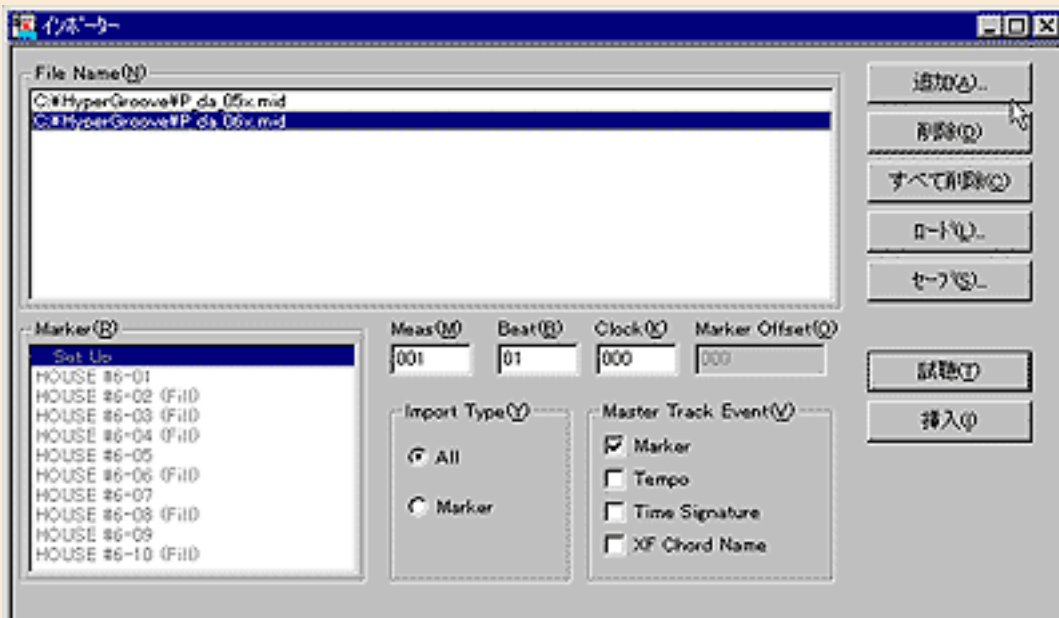 インポーター
File Name(N)
C:¥HyperGroove¥P_da_05x.mid
C:¥HyperGroove¥P_da_06x.mid
追加(A)...
削除(D)
すべて削除(C)
ロード(L)...
セーブ(S)...
Marker(R)
Set Up
HOUSE #6-01
HOUSE #6-02 (Fill)
HOUSE #6-03 (Fill)
HOUSE #6-04 (Fill)
HOUSE #6-05
HOUSE #6-06 (Fill)
HOUSE #6-07
HOUSE #6-08 (Fill)
HOUSE #6-09
HOUSE #6-10 (Fill)
Meas(M) Beat(B) Clock(K) Marker Offset(O)
001 01 000 000
Import Type(Y)
All
Marker
Master Track Event(V)
Marker
Tempo
Time Signature
XF Chord Name
試聴(T)
挿入(I)